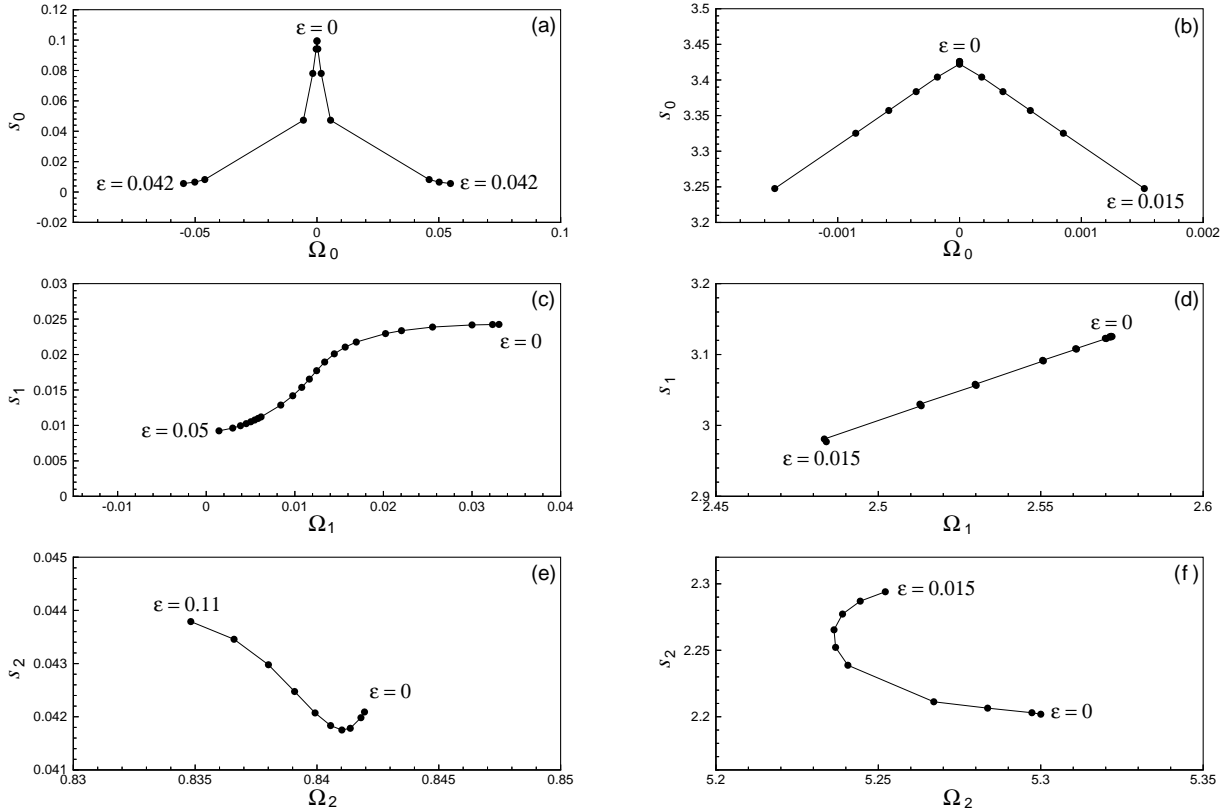 (a)
0.12
0.1
0.08
0.06
0.04
0.02
0
-0.02
s0
ε = 0
ε = 0.042
ε = 0.042
-0.05
0
0.05
0.1
Ω0
(b)
3.5
3.45
3.4
3.35
3.3
3.25
3.2
s0
ε = 0
ε = 0.015
-0.001
0
0.001
0.002
Ω0
(c)
0.03
0.025
0.02
0.015
0.01
0.005
0
s1
ε = 0
ε = 0.05
-0.01
0
0.01
0.02
0.03
0.04
Ω1
(d)
3.2
3.1
3
2.9
s1
ε = 0
ε = 0.015
2.45
2.5
2.55
2.6
Ω1
(e)
0.045
0.044
0.043
0.042
0.041
s2
ε = 0.11
ε = 0
0.83
0.835
0.84
0.845
0.85
Ω2
(f)
2.3
2.25
2.2
s2
ε = 0.015
ε = 0
5.2
5.25
5.3
5.35
Ω2